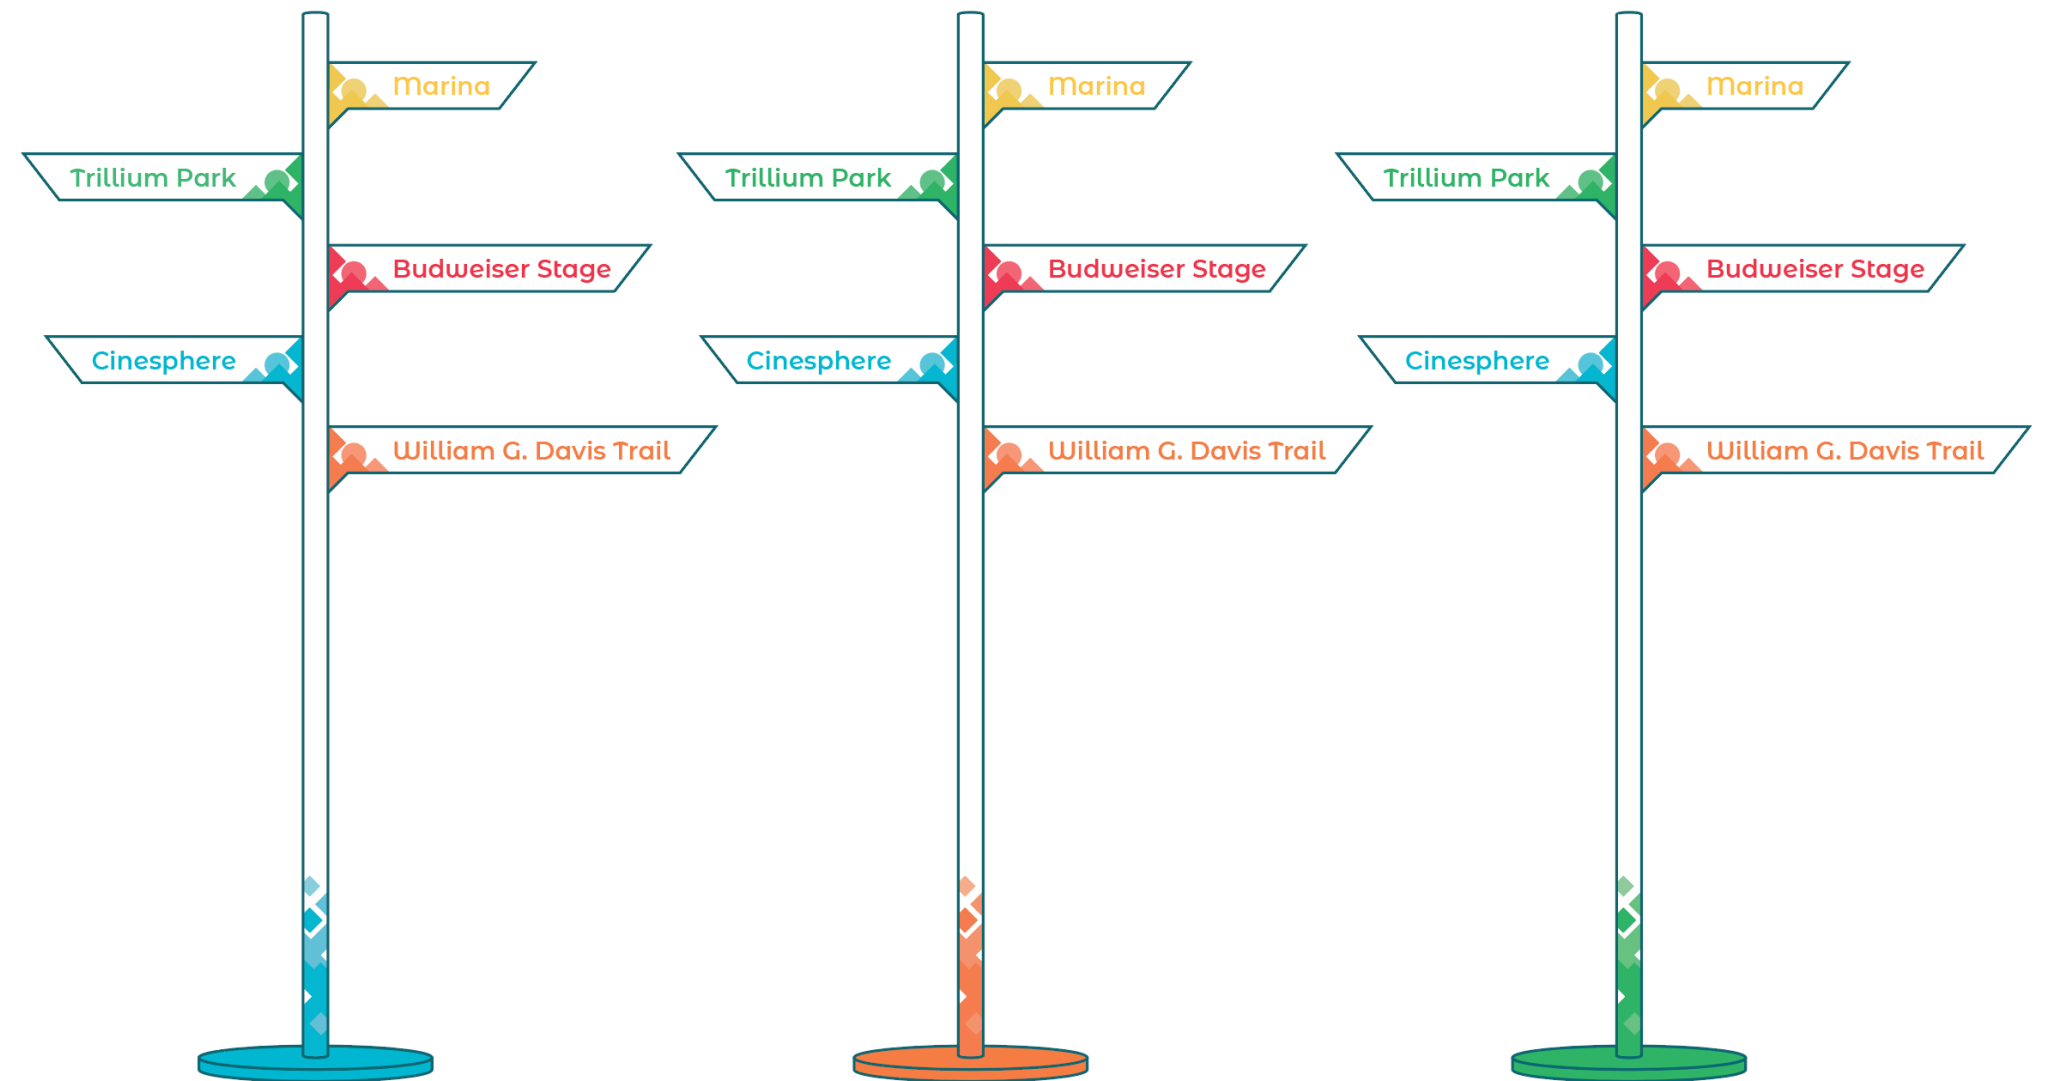 Marina
Trillium Park
Budweiser Stage
Cinesphere
William G. Davis Trail
Marina
Trillium Park
Budweiser Stage
Cinesphere
William G. Davis Trail
Marina
Trillium Park
Budweiser Stage
Cinesphere
William G. Davis Trail